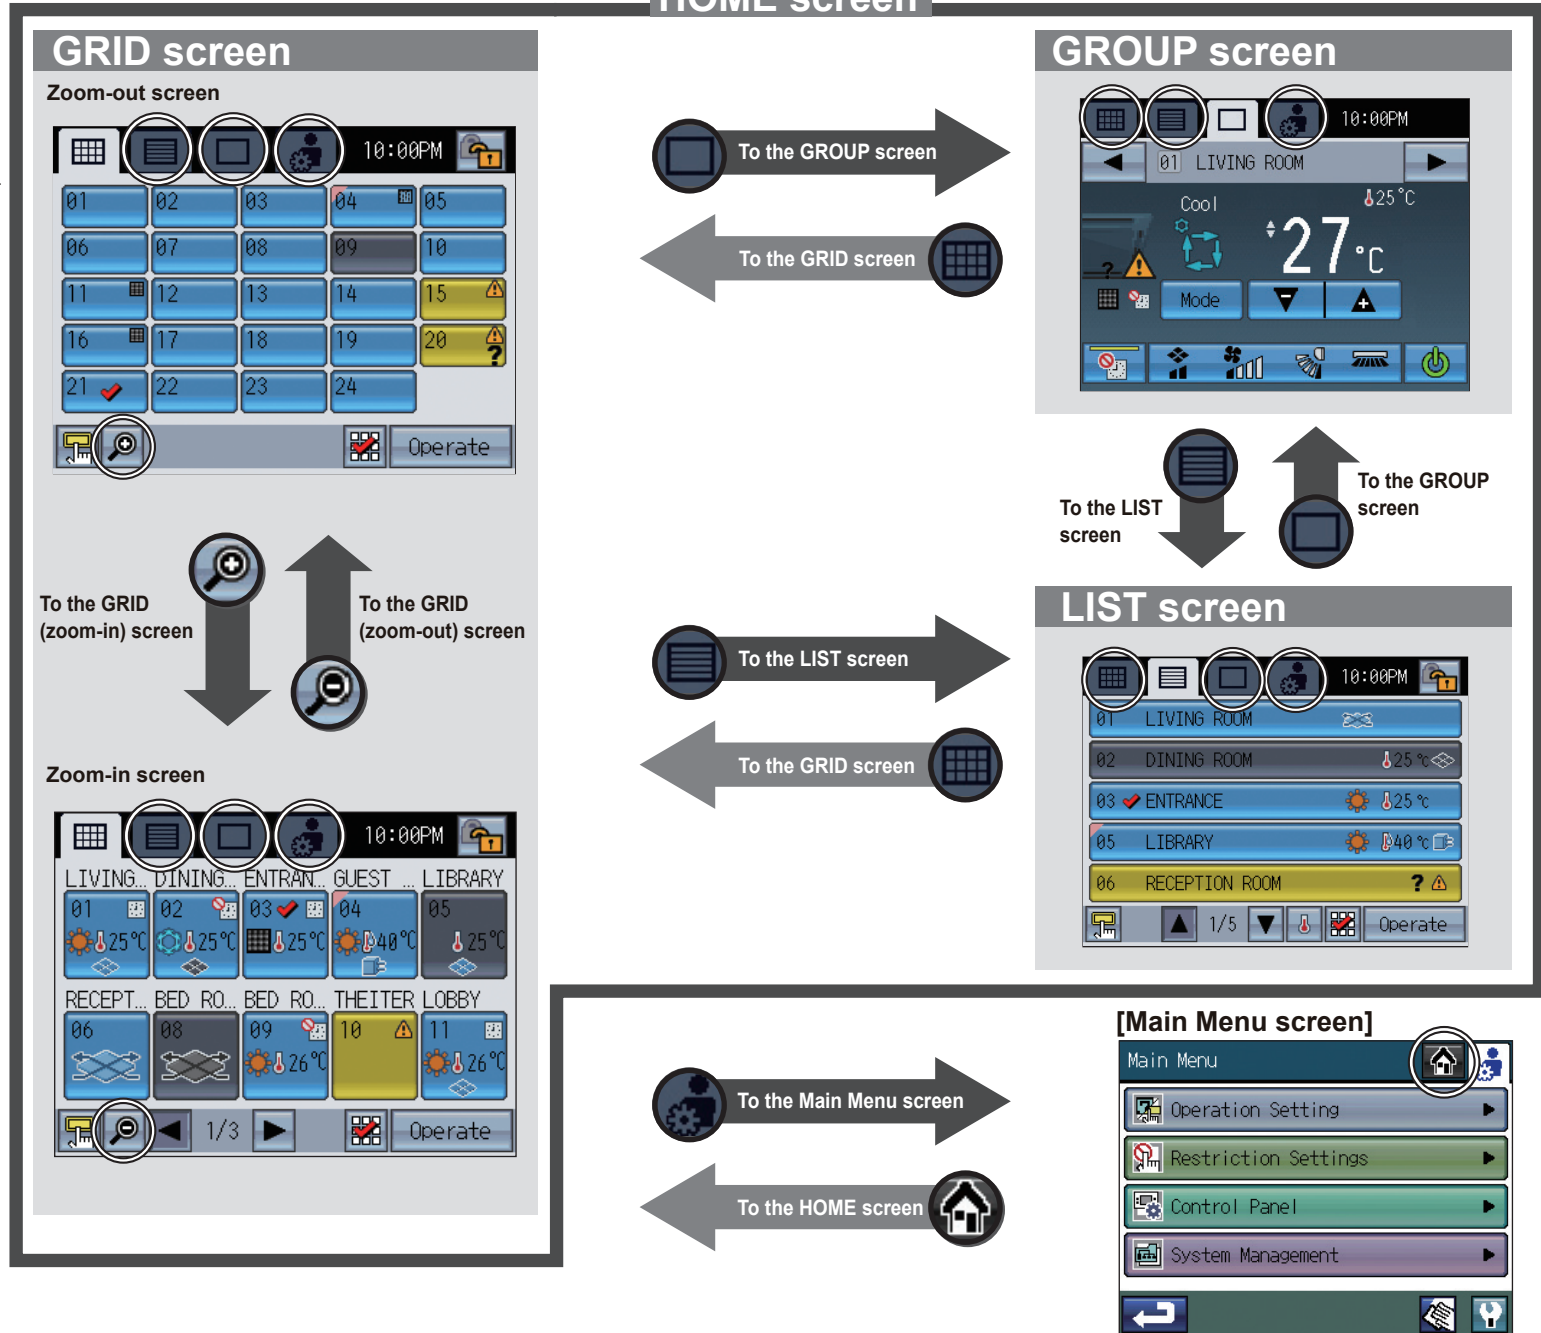 HOME screen
GRID screen
Zoom-out screen
10:00PM
01 02 03 04 05
06 07 08 09 10
11 12 13 14 15
16 17 18 19 20 ?
21 22 23 24
Operate
To the GRID
(zoom-in) screen
To the GRID
(zoom-out) screen
Zoom-in screen
10:00PM
LIVING... DINING... ENTRAN... GUEST ... LIBRARY
01 02 03 04 05
25℃ 25℃ 25℃ 40℃ 25℃
RECEPT... BED RO... BED RO... THEITER LOBBY
06 08 09 10 11
26℃ 26℃
1/3 Operate
To the GROUP screen
To the GRID screen
To the LIST screen
To the GRID screen
To the Main Menu screen
To the HOME screen
GROUP screen
10:00PM
01 LIVING ROOM
Cool 25°C
27°C
?
Mode − +
To the LIST
screen
To the GROUP
screen
LIST screen
10:00PM
01 LIVING ROOM
02 DINING ROOM 25℃
03 ENTRANCE 25℃
05 LIBRARY 40℃
06 RECEPTION ROOM ?
1/5 Operate
[Main Menu screen]
Main Menu
Operation Setting
Restriction Settings
Control Panel
System Management